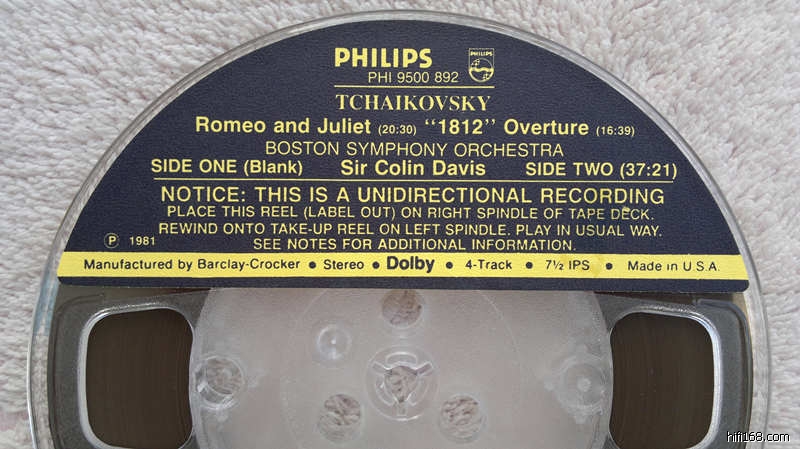 PHILIPS
PHILIPS
PHI 9500 892
TCHAIKOVSKY
Romeo and Juliet (20:30) "1812" Overture (16:39)
BOSTON SYMPHONY ORCHESTRA
SIDE ONE (Blank) Sir Colin Davis SIDE TWO (37:21)
NOTICE: THIS IS A UNIDIRECTIONAL RECORDING
PLACE THIS REEL (LABEL OUT) ON RIGHT SPINDLE OF TAPE DECK.
REWIND ONTO TAKE-UP REEL ON LEFT SPINDLE. PLAY IN USUAL WAY.
SEE NOTES FOR ADDITIONAL INFORMATION.
Ⓟ 1981
Manufactured by Barclay-Crocker • Stereo • Dolby • 4-Track • 7½ IPS • Made in U.S.A.
hifi168.com